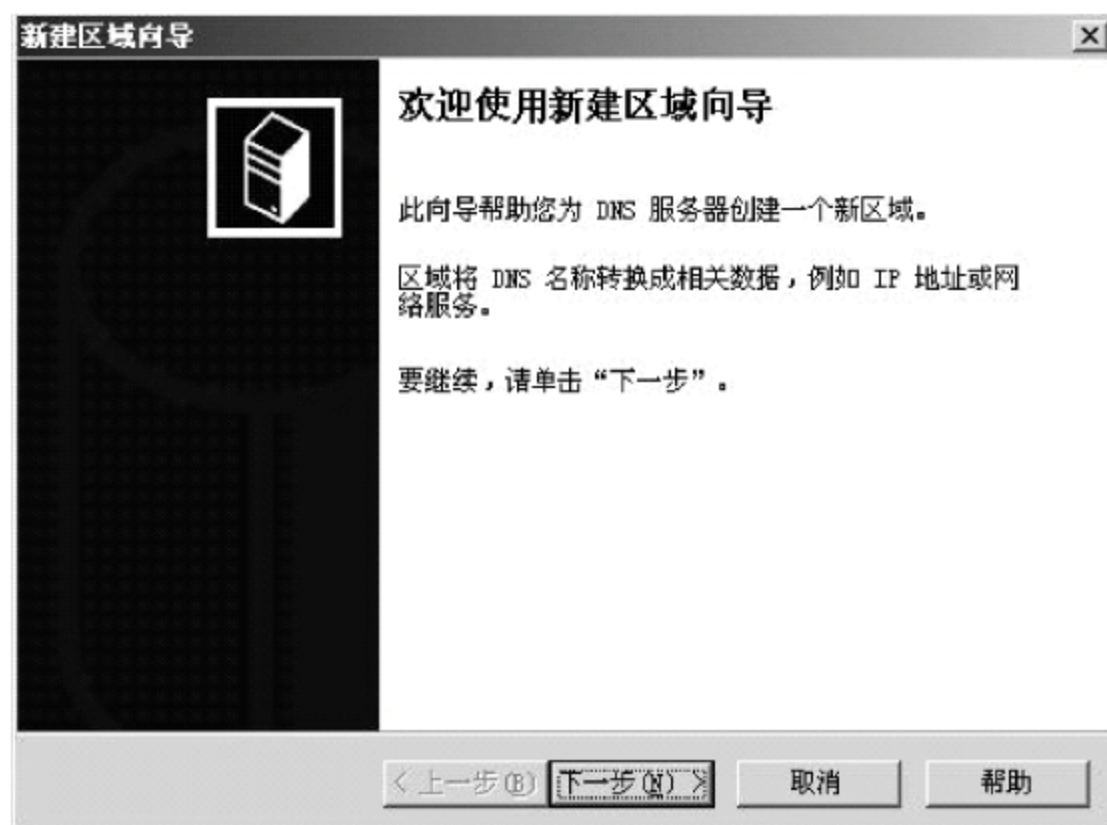 新建区域向导
欢迎使用新建区域向导
此向导帮助您为 DNS 服务器创建一个新区域。
区域将 DNS 名称转换成相关数据，例如 IP 地址或网
络服务。
要继续，请单击“下一步”。
< 上一步(B) 下一步(N) > 取消 帮助